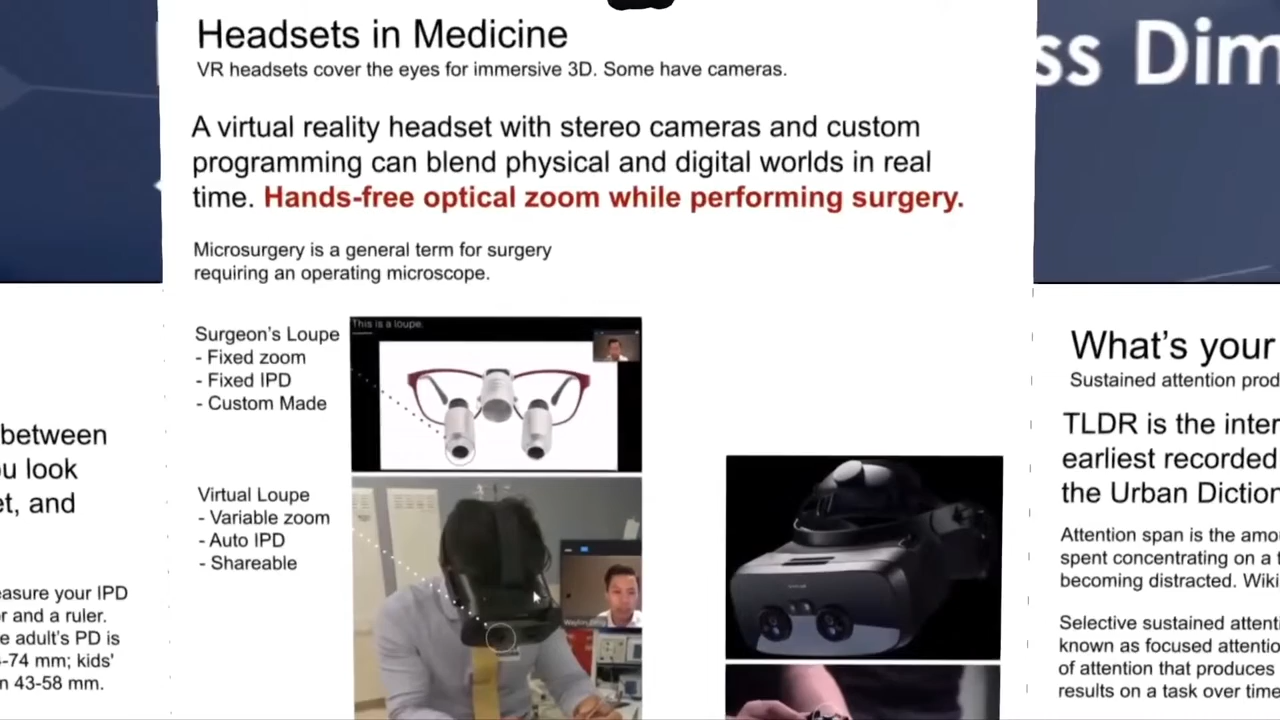 Headsets in Medicine
VR headsets cover the eyes for immersive 3D. Some have cameras.
A virtual reality headset with stereo cameras and custom
programming can blend physical and digital worlds in real
time. Hands-free optical zoom while performing surgery.
Microsurgery is a general term for surgery
requiring an operating microscope.
Surgeon's Loupe
- Fixed zoom
- Fixed IPD
- Custom Made
This is a loupe.
Virtual Loupe
- Variable zoom
- Auto IPD
- Shareable
between
u look
et, and
easure your IPD
r and a ruler.
e adult's PD is
-74 mm; kids'
n 43-58 mm.
ss Dim
What's your
Sustained attention prod
TLDR is the inter
earliest recorded
the Urban Diction
Attention span is the amou
spent concentrating on a t
becoming distracted. Wiki
Selective sustained attenti
known as focused attentio
of attention that produces
results on a task over time